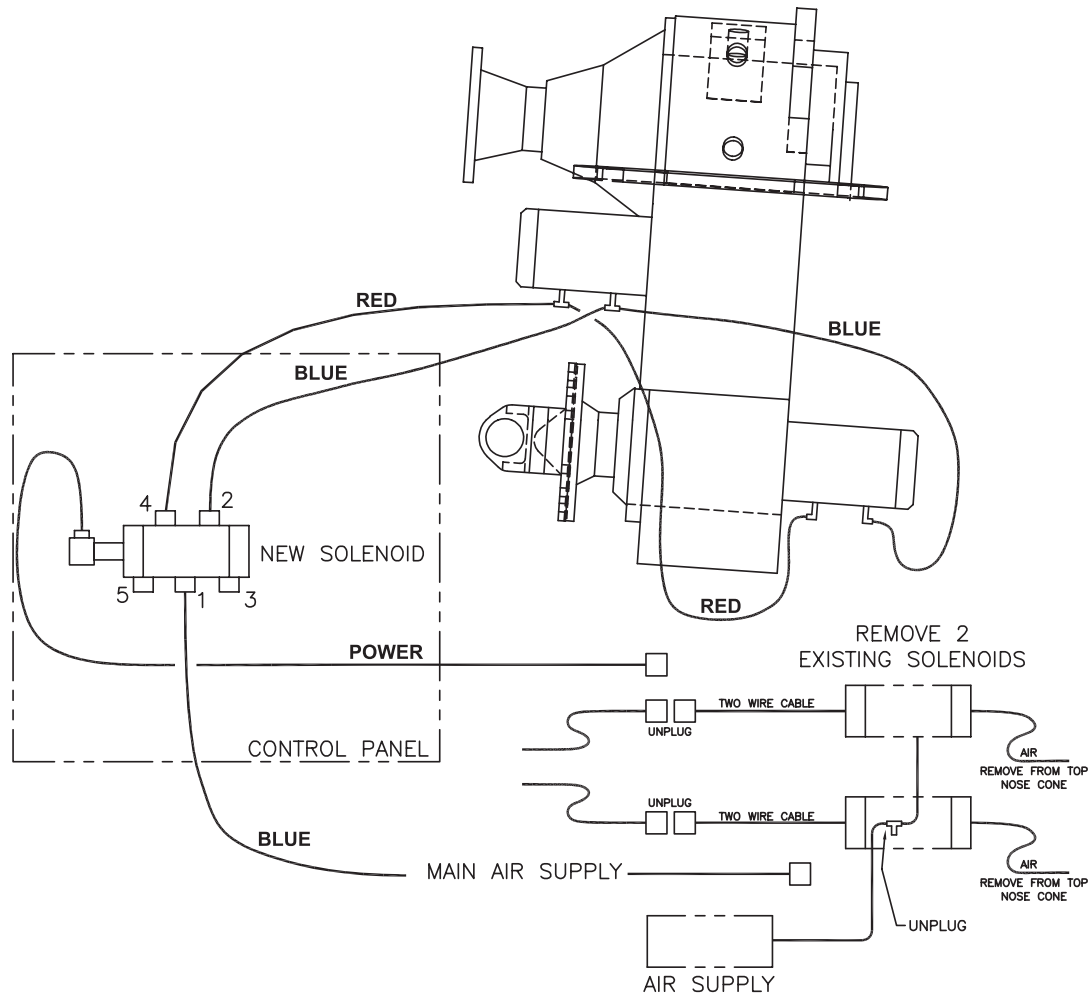 RED
BLUE
BLUE
4
2
NEW SOLENOID
5
1
3
RED
POWER
REMOVE 2
EXISTING SOLENOIDS
TWO WIRE CABLE
UNPLUG
CONTROL PANEL
AIR
REMOVE FROM TOP
NOSE CONE
UNPLUG
TWO WIRE CABLE
BLUE
MAIN AIR SUPPLY
AIR
REMOVE FROM TOP
NOSE CONE
UNPLUG
AIR SUPPLY